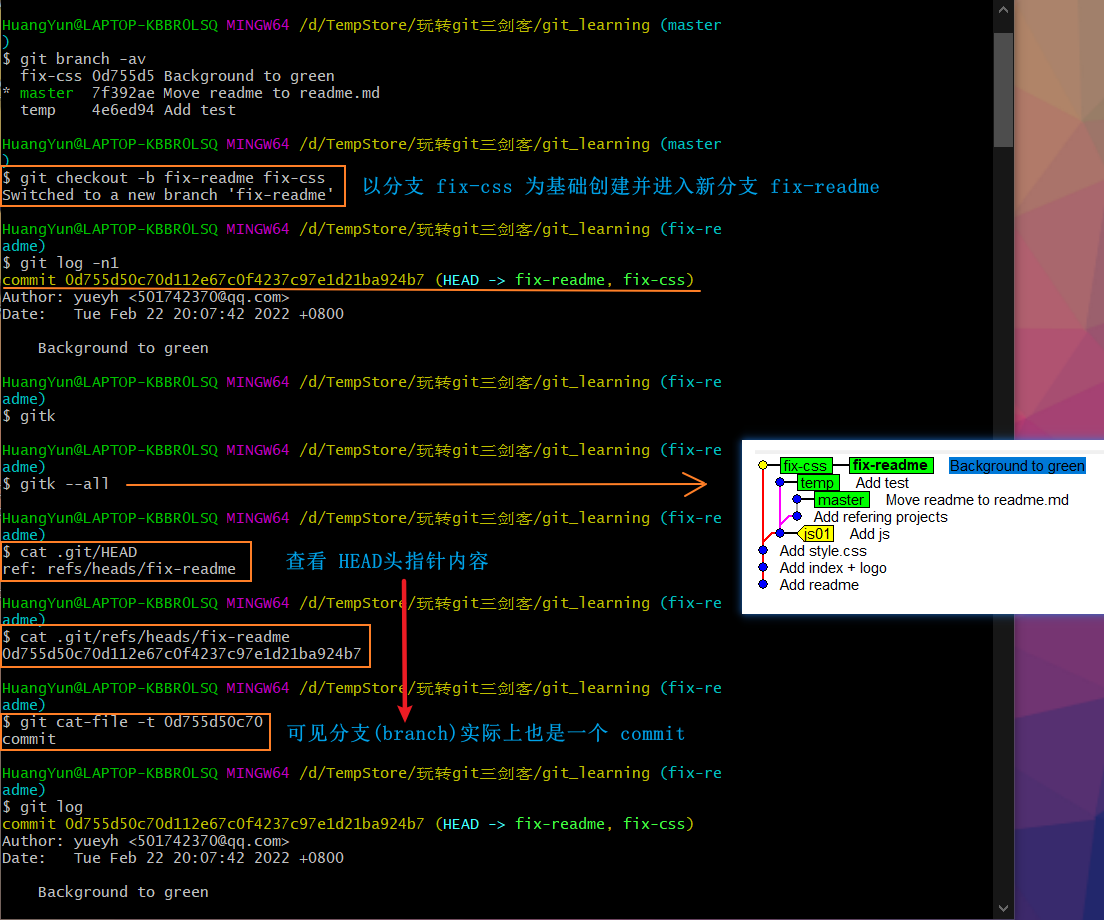 HuangYun@LAPTOP-KBBR0LSQ MINGW64 /d/TempStore/玩转git三剑客/git_learning (master
)
$ git branch -av
  fix-css 0d755d5 Background to green
* master  7f392ae Move readme to readme.md
  temp    4e6ed94 Add test
HuangYun@LAPTOP-KBBR0LSQ MINGW64 /d/TempStore/玩转git三剑客/git_learning (master
)
$ git checkout -b fix-readme fix-css
Switched to a new branch 'fix-readme'
以分支 fix-css 为基础创建并进入新分支 fix-readme
HuangYun@LAPTOP-KBBR0LSQ MINGW64 /d/TempStore/玩转git三剑客/git_learning (fix-re
adme)
$ git log -n1
commit 0d755d50c70d112e67c0f4237c97e1d21ba924b7 (HEAD -> fix-readme, fix-css)
Author: yueyh <501742370@qq.com>
Date:   Tue Feb 22 20:07:42 2022 +0800
    Background to green
HuangYun@LAPTOP-KBBR0LSQ MINGW64 /d/TempStore/玩转git三剑客/git_learning (fix-re
adme)
$ gitk
HuangYun@LAPTOP-KBBR0LSQ MINGW64 /d/TempStore/玩转git三剑客/git_learning (fix-re
adme)
$ gitk --all
fix-css fix-readme Background to green
temp Add test
master Move readme to readme.md
Add refering projects
js01 Add js
Add style.css
Add index + logo
Add readme
HuangYun@LAPTOP-KBBR0LSQ MINGW64 /d/TempStore/玩转git三剑客/git_learning (fix-re
adme)
$ cat .git/HEAD
ref: refs/heads/fix-readme
查看 HEAD头指针内容
HuangYun@LAPTOP-KBBR0LSQ MINGW64 /d/TempStore/玩转git三剑客/git_learning (fix-re
adme)
$ cat .git/refs/heads/fix-readme
0d755d50c70d112e67c0f4237c97e1d21ba924b7
HuangYun@LAPTOP-KBBR0LSQ MINGW64 /d/TempStore/玩转git三剑客/git_learning (fix-re
adme)
$ git cat-file -t 0d755d50c70
commit
可见分支(branch)实际上也是一个 commit
HuangYun@LAPTOP-KBBR0LSQ MINGW64 /d/TempStore/玩转git三剑客/git_learning (fix-re
adme)
$ git log
commit 0d755d50c70d112e67c0f4237c97e1d21ba924b7 (HEAD -> fix-readme, fix-css)
Author: yueyh <501742370@qq.com>
Date:   Tue Feb 22 20:07:42 2022 +0800
    Background to green